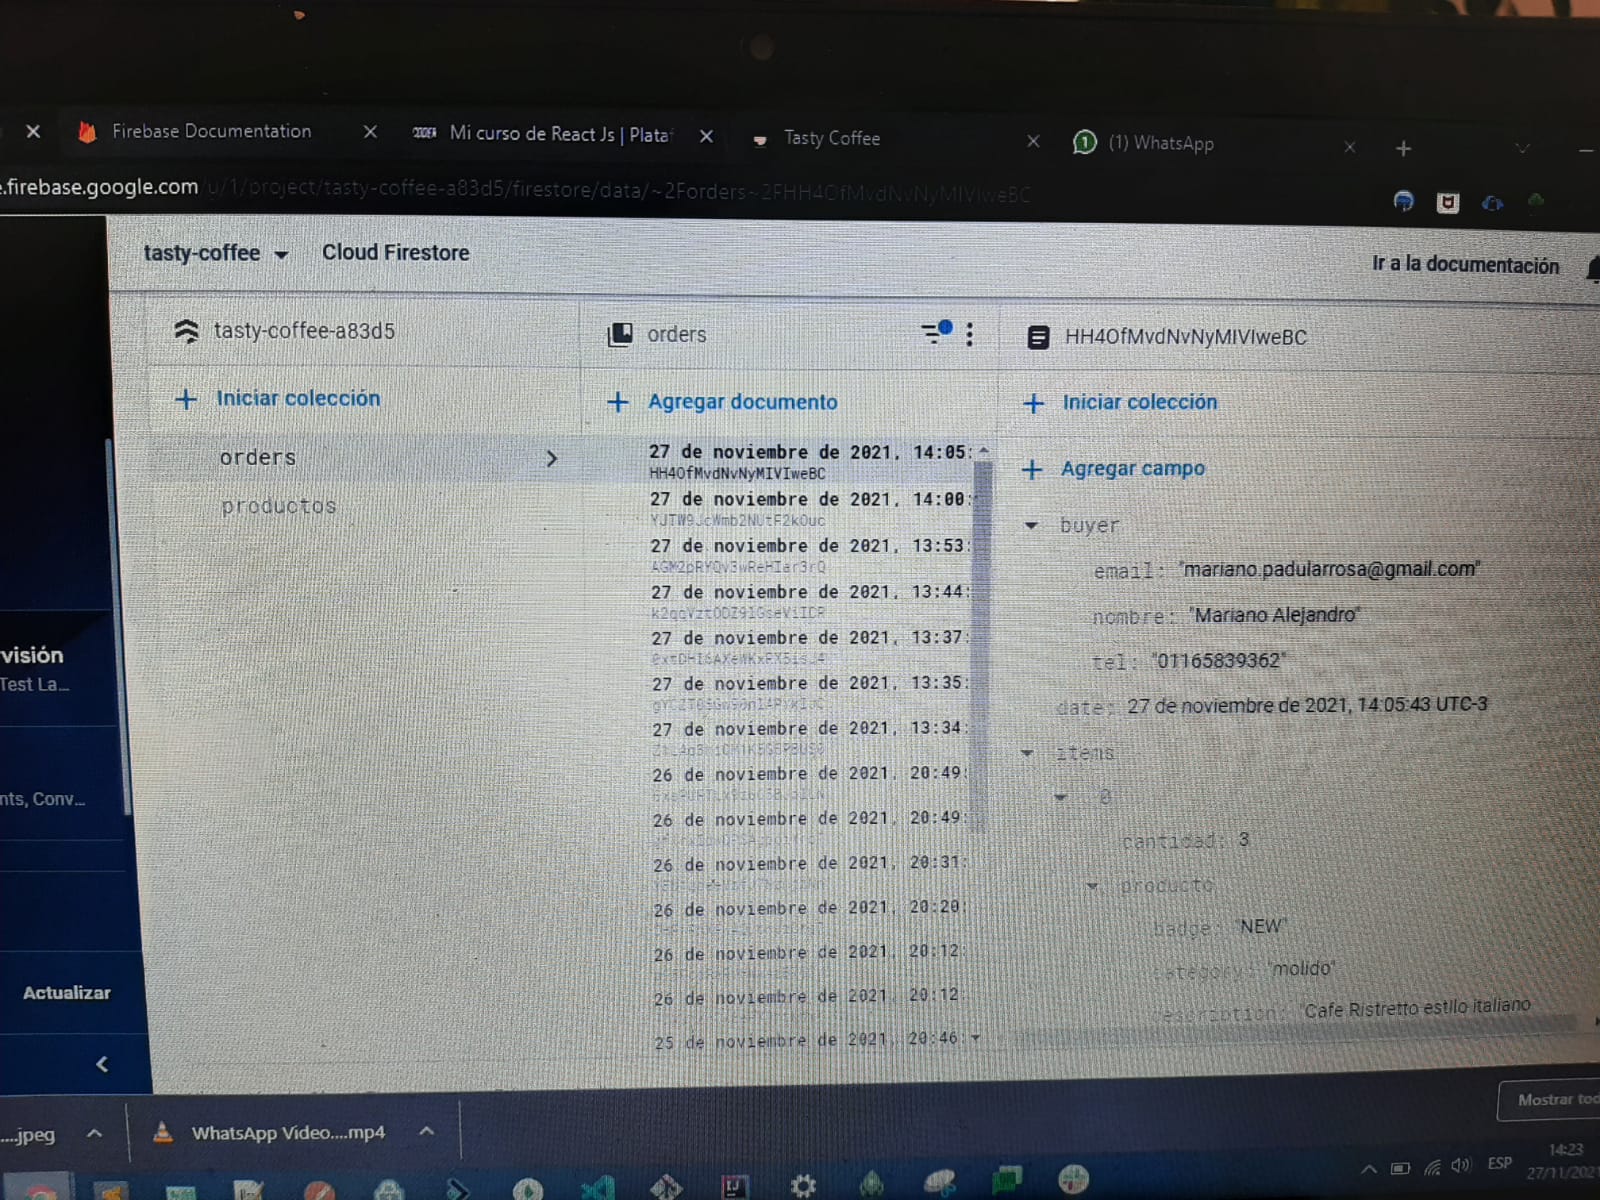 Firebase Documentation
Mi curso de React Js | Plata
Tasty Coffee
(1) WhatsApp
e.firebase.google.com/u/1/project/tasty-coffee-a83d5/firestore/data/~2Forders~2FHH4OfMvdNvNyMIVIweBC
tasty-coffee
Cloud Firestore
Ir a la documentación
tasty-coffee-a83d5
orders
HH4OfMvdNvNyMIVIweBC
Iniciar colección
Agregar documento
Iniciar colección
orders
productos
27 de noviembre de 2021, 14:05:
HH4OfMvdNvNyMIVIweBC
27 de noviembre de 2021, 14:00:
YJTW9JcWmb2NUtF2kOuc
27 de noviembre de 2021, 13:53:
AGM2pRYQv3wReHIar3rQ
27 de noviembre de 2021, 13:44:
27 de noviembre de 2021, 13:37:
27 de noviembre de 2021, 13:35:
27 de noviembre de 2021, 13:34:
26 de noviembre de 2021, 20:49:
26 de noviembre de 2021, 20:49:
26 de noviembre de 2021, 20:31:
26 de noviembre de 2021, 20:20:
26 de noviembre de 2021, 20:12:
26 de noviembre de 2021, 20:12:
25 de noviembre de 2021, 20:46:
Agregar campo
buyer
email: "mariano.padularrosa@gmail.com"
nombre: "Mariano Alejandro"
tel: "01165839362"
date: 27 de noviembre de 2021, 14:05:43 UTC-3
items
0
cantidad: 3
producto
badge: "NEW"
category: "molido"
description: "Cafe Ristretto estilo italiano
visión
Test La...
nts, Conv...
Actualizar
....jpeg
WhatsApp Video....mp4
Mostrar tod
ESP
14:23
27/11/2021